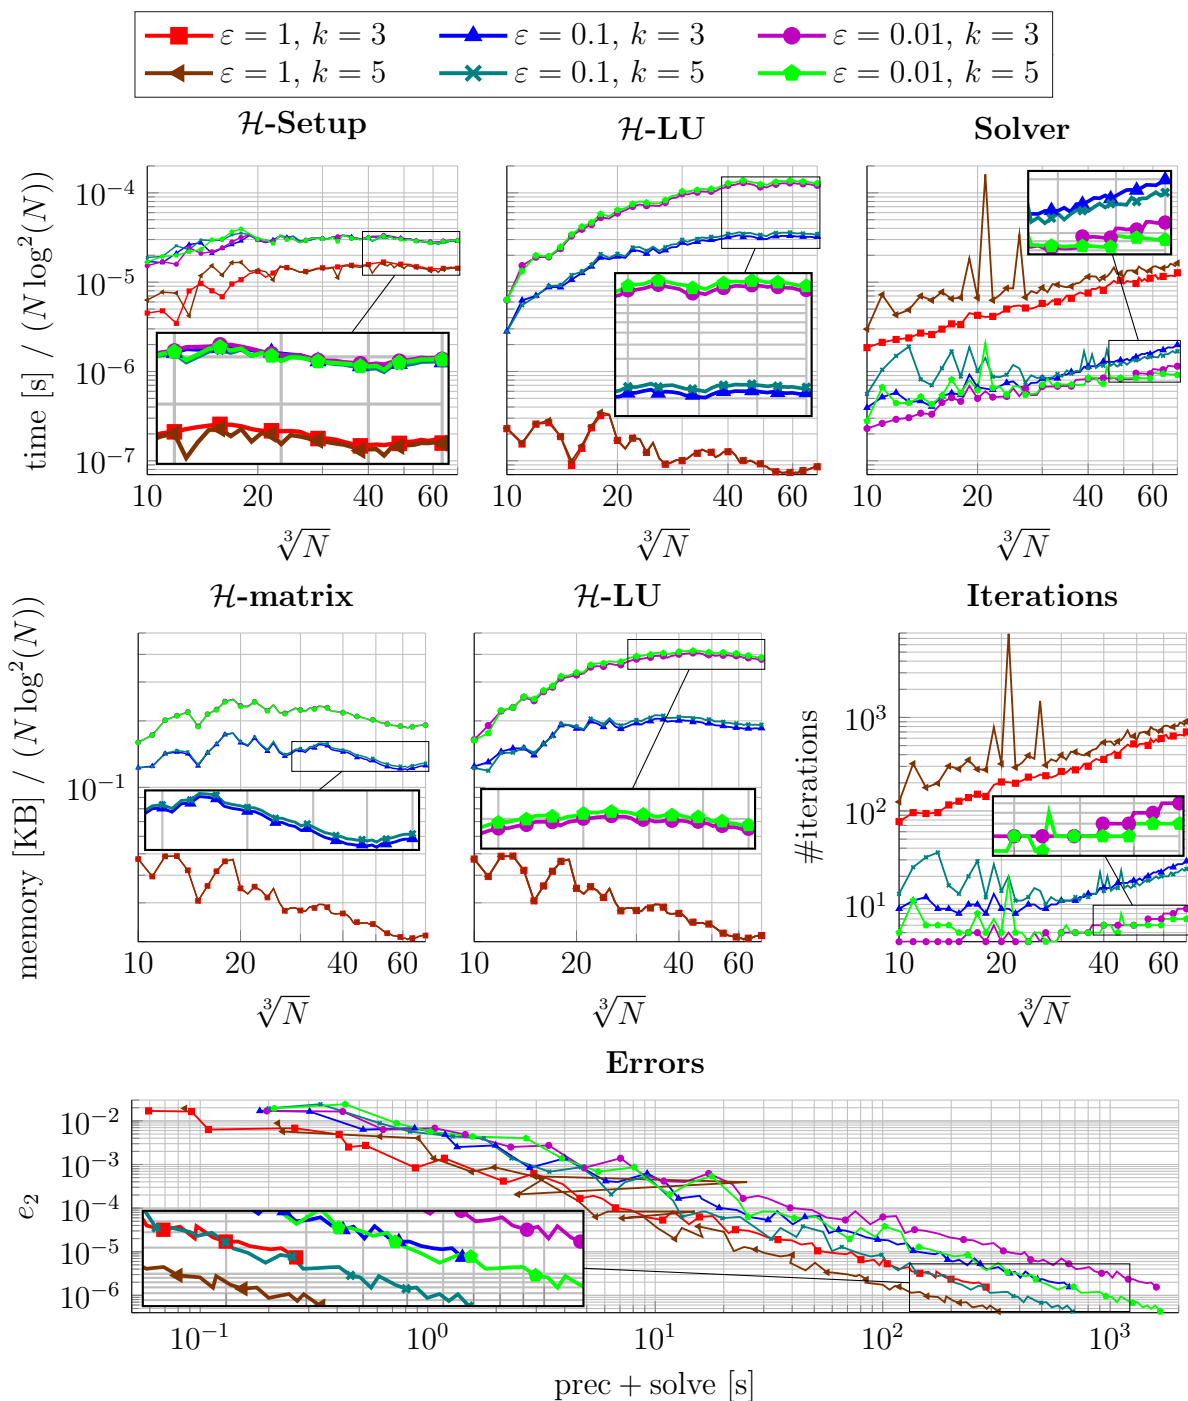 ε = 1, k = 3 ε = 0.1, k = 3 ε = 0.01, k = 3
ε = 1, k = 5 ε = 0.1, k = 5 ε = 0.01, k = 5
ℋ-Setup ℋ-LU Solver
time [s] / (N log²(N))
10⁻⁴
10⁻⁵
10⁻⁶
10⁻⁷
10 20 40 60 10 20 40 60 10 20 40 60
∛N ∛N ∛N
ℋ-matrix ℋ-LU Iterations
memory [KB] / (N log²(N))
10⁻¹
#iterations
10³
10²
10¹
10 20 40 60 10 20 40 60 10 20 40 60
∛N ∛N ∛N
Errors
e₂
10⁻²
10⁻³
10⁻⁴
10⁻⁵
10⁻⁶
10⁻¹ 10⁰ 10¹ 10² 10³
prec + solve [s]